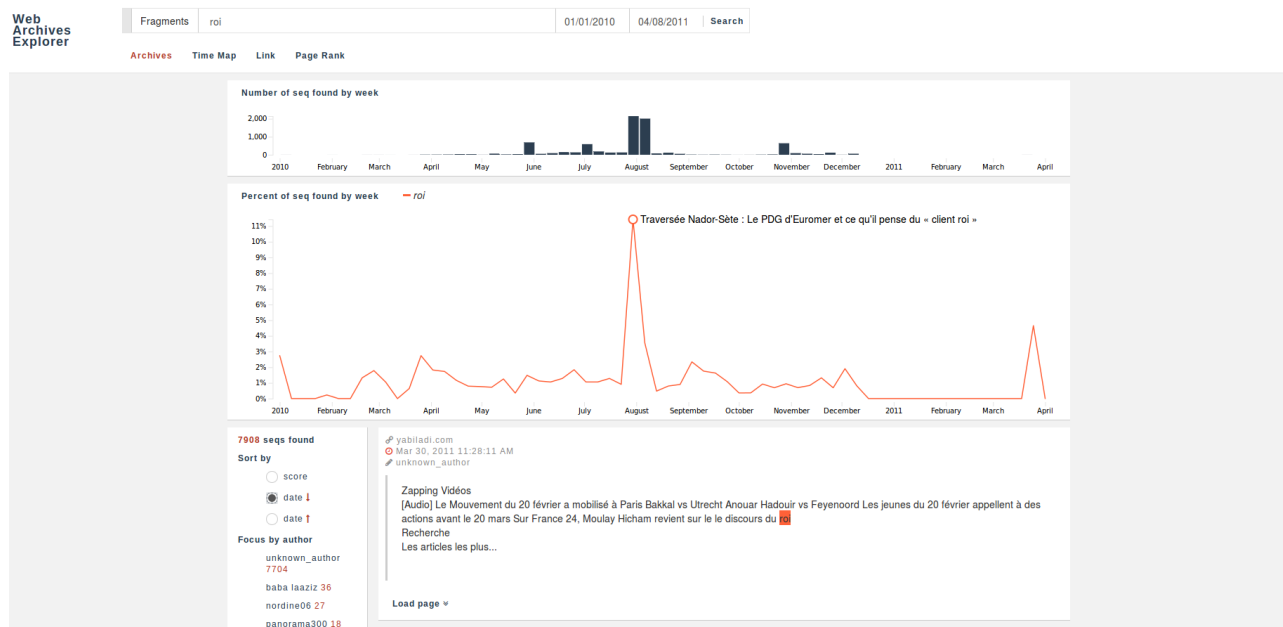 Web
Archives
Explorer
Fragments roi 01/01/2010 04/08/2011 Search
Archives Time Map Link Page Rank
Number of seq found by week
2,000
1,000
0
2010 February March April May June July August September October November December 2011 February March April
Percent of seq found by week roi
Traversée Nador-Sète : Le PDG d'Euromer et ce qu'il pense du « client roi »
11%
10%
9%
8%
7%
6%
5%
4%
3%
2%
1%
0%
2010 February March April May June July August September October November December 2011 February March April
7908 seqs found
Sort by
score
date ↓
date ↑
Focus by author
unknown_author
7704
baba laaziz 36
nordine06 27
panorama300 18
yabiladi.com
Mar 30, 2011 11:28:11 AM
unknown_author
Zapping Vidéos
[Audio] Le Mouvement du 20 février a mobilisé à Paris Bakkal vs Utrecht Anouar Hadouir vs Feyenoord Les jeunes du 20 février appellent à des
actions avant le 20 mars Sur France 24, Moulay Hicham revient sur le le discours du roi
Recherche
Les articles les plus...
Load page